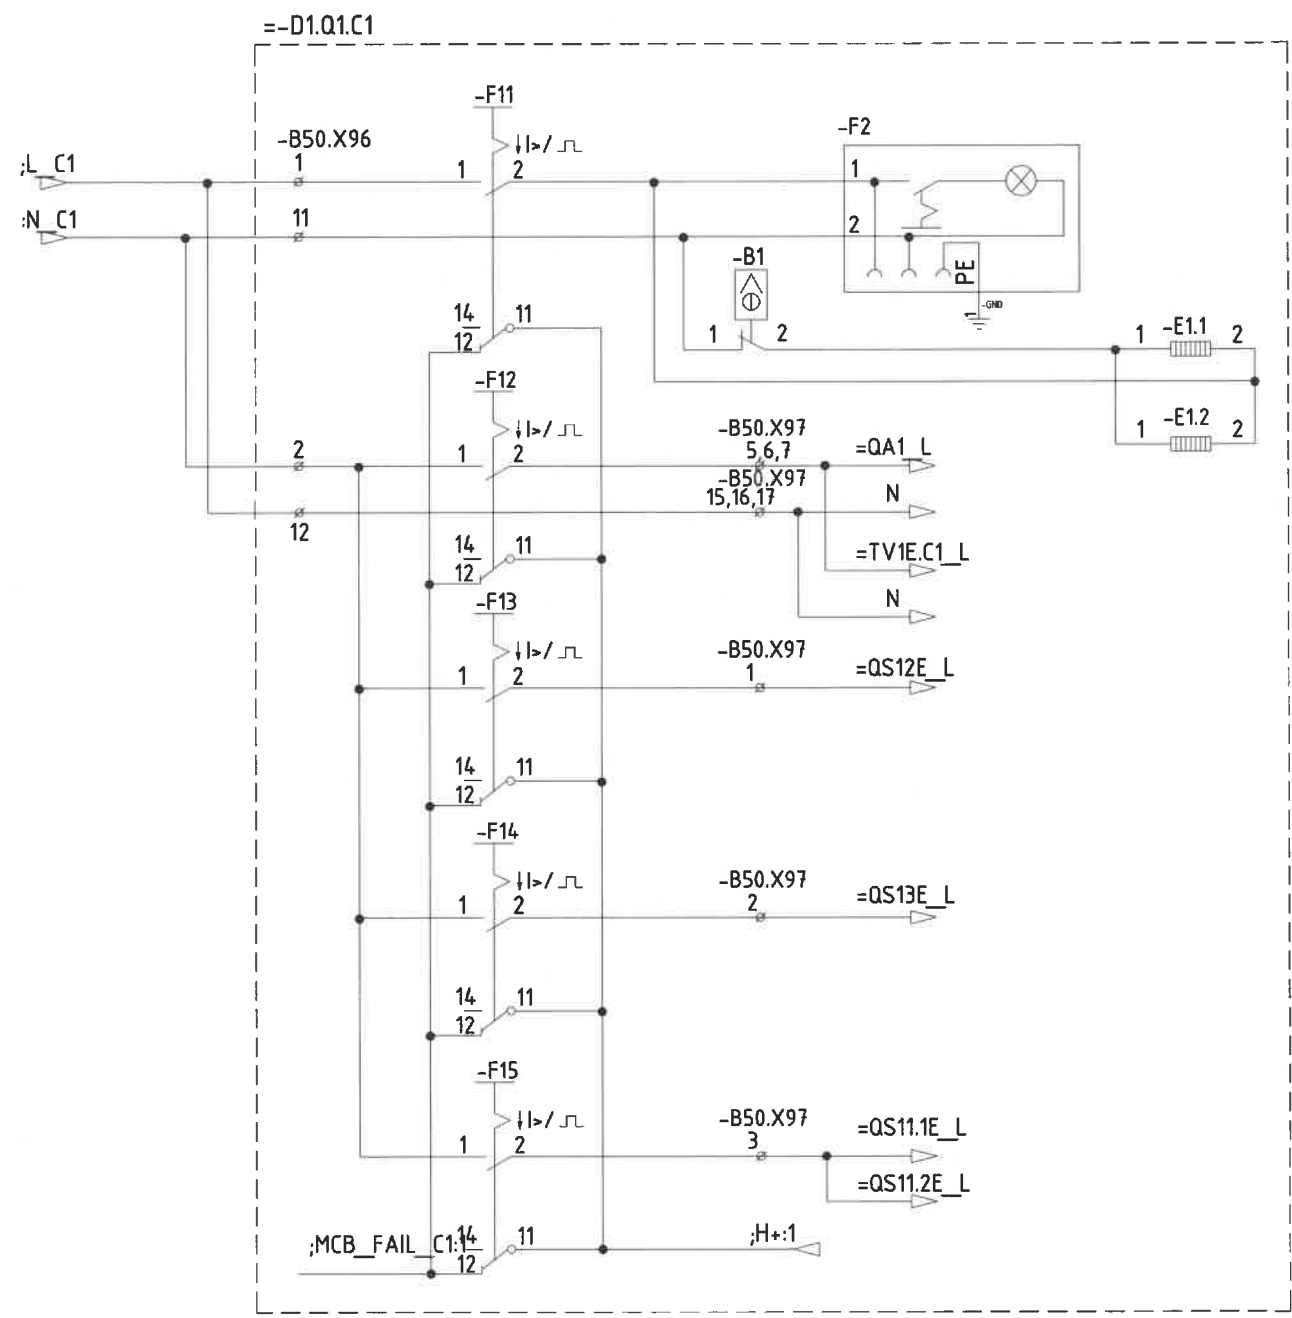 =-D1.Q1.C1
-F11
-B50.X96
-F2
;L_C1
1
1
2
I>/
1
:N_C1
11
2
-B1
PE
-GND
1
14
11
12
1
2
1
-E1.1
2
-F12
I>/
-E1.2
1
2
2
1
2
-B50.X97
5,6,7
=QA1_L
-B50.X97
15,16,17
N
12
14
11
12
=TV1E.C1_L
N
-F13
I>/
1
2
-B50.X97
1
=QS12E_L
14
11
12
-F14
I>/
1
2
-B50.X97
2
=QS13E_L
14
11
12
-F15
I>/
1
2
-B50.X97
3
=QS11.1E_L
=QS11.2E_L
;MCB_FAIL_C1:1
14
11
12
;H+:1